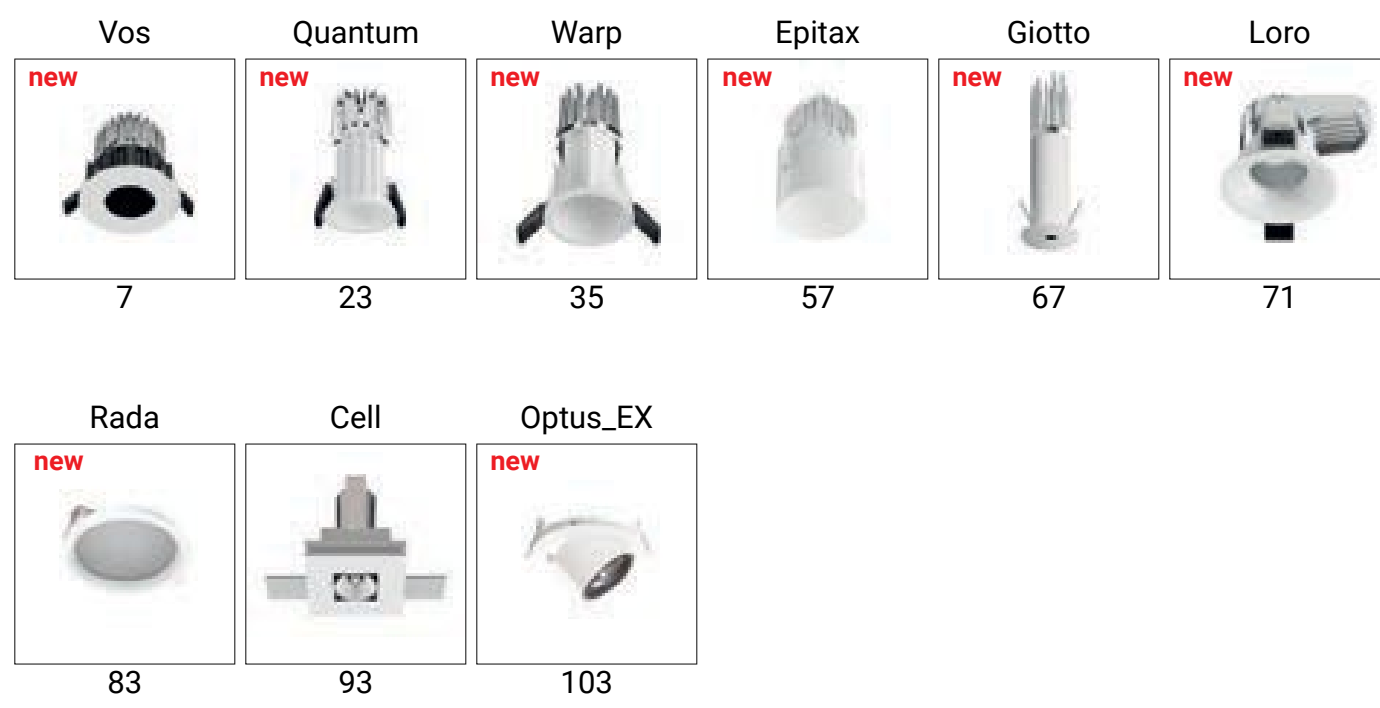 Vos Quantum Warp Epitax Giotto Loro
new new new new new new
7 23 35 57 67 71
Rada Cell Optus_EX
new new
83 93 103